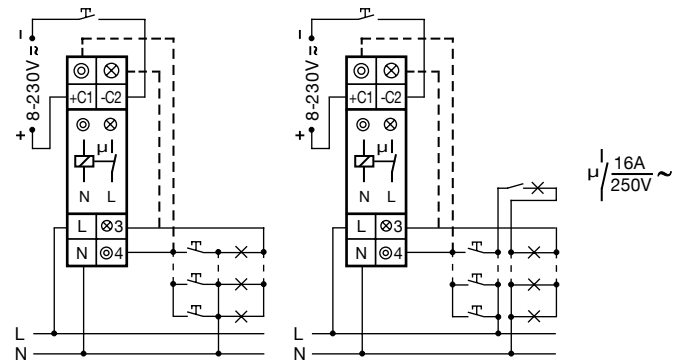 8-230V ≂
−
+
+C1 -C2
µ
N L
L 3
N 4
L
N
8-230V ≂
−
+
+C1 -C2
µ
N L
L 3
N 4
L
N
µ 16A
250V ~